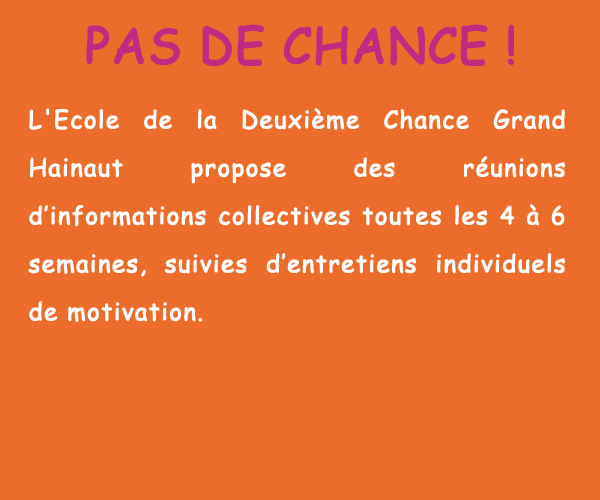 PAS DE CHANCE !
L'Ecole de la Deuxième Chance Grand
Hainaut propose des réunions
d’informations collectives toutes les 4 à 6
semaines, suivies d’entretiens individuels
de motivation.